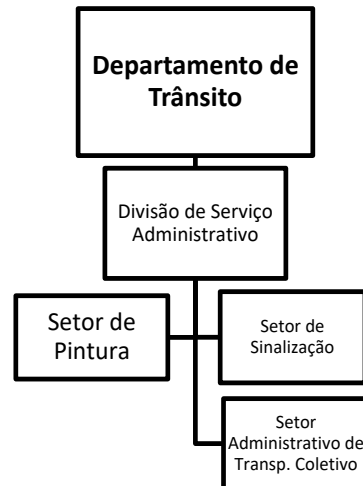 Departamento de
Trânsito
Divisão de Serviço
Administrativo
Setor de
Pintura
Setor de
Sinalização
Setor
Administrativo de
Transp. Coletivo